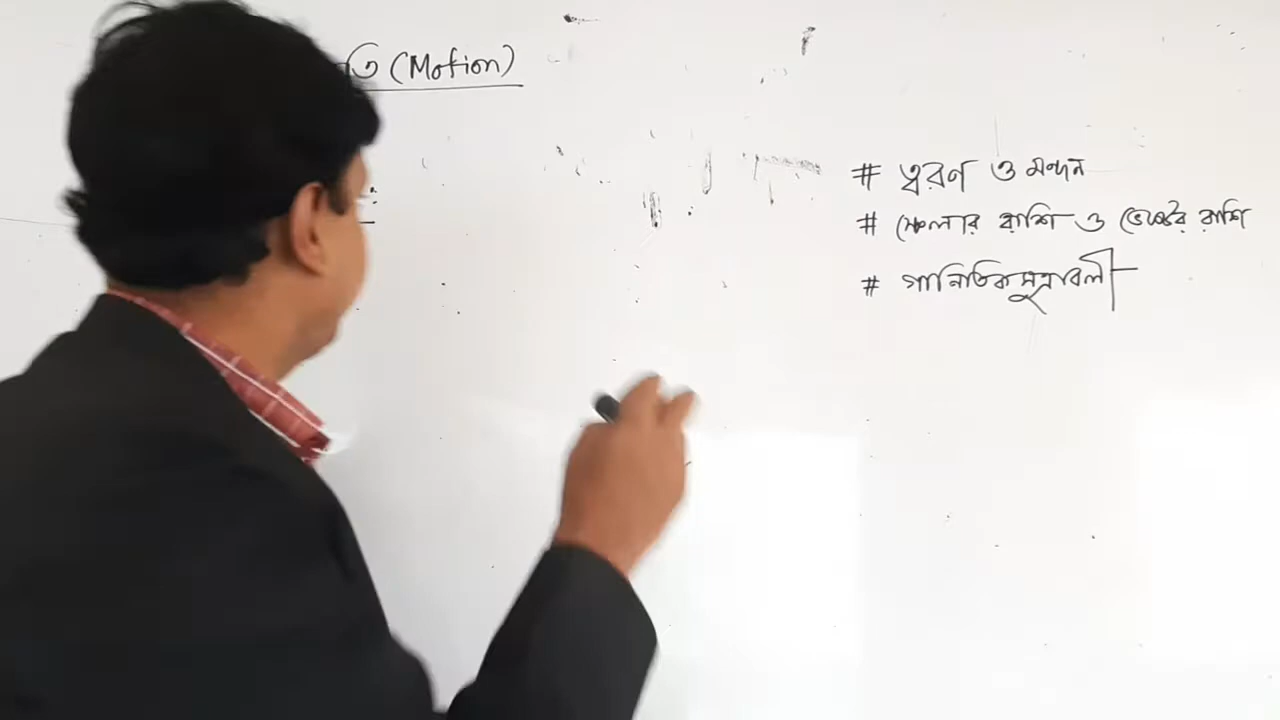 (Motion)
# ত্বরণ ও মন্দন
# স্কেলার রাশি ও ভেক্টর রাশি
# গানিতিক সূত্রাবলী